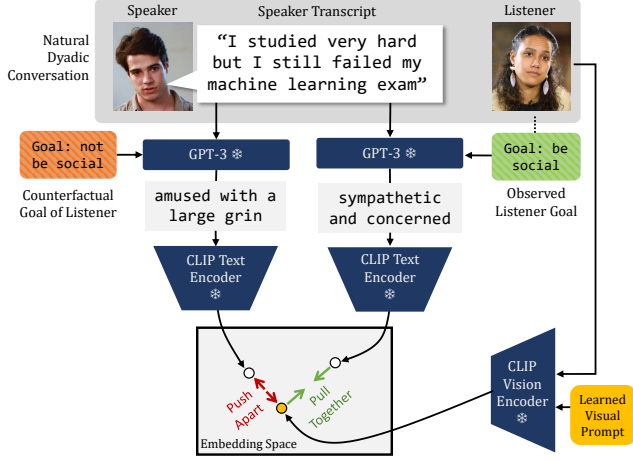 Speaker
Speaker Transcript
Listener
Natural
Dyadic
Conversation
“I studied very hard
but I still failed my
machine learning exam”
Goal: not
be social
GPT-3 ❄
GPT-3 ❄
Goal: be
social
Counterfactual
Goal of Listener
amused with a
large grin
sympathetic
and concerned
Observed
Listener Goal
CLIP Text
Encoder
❄
CLIP Text
Encoder
❄
Push
Apart
Pull
Together
Embedding Space
CLIP
Vision
Encoder
❄
Learned
Visual
Prompt